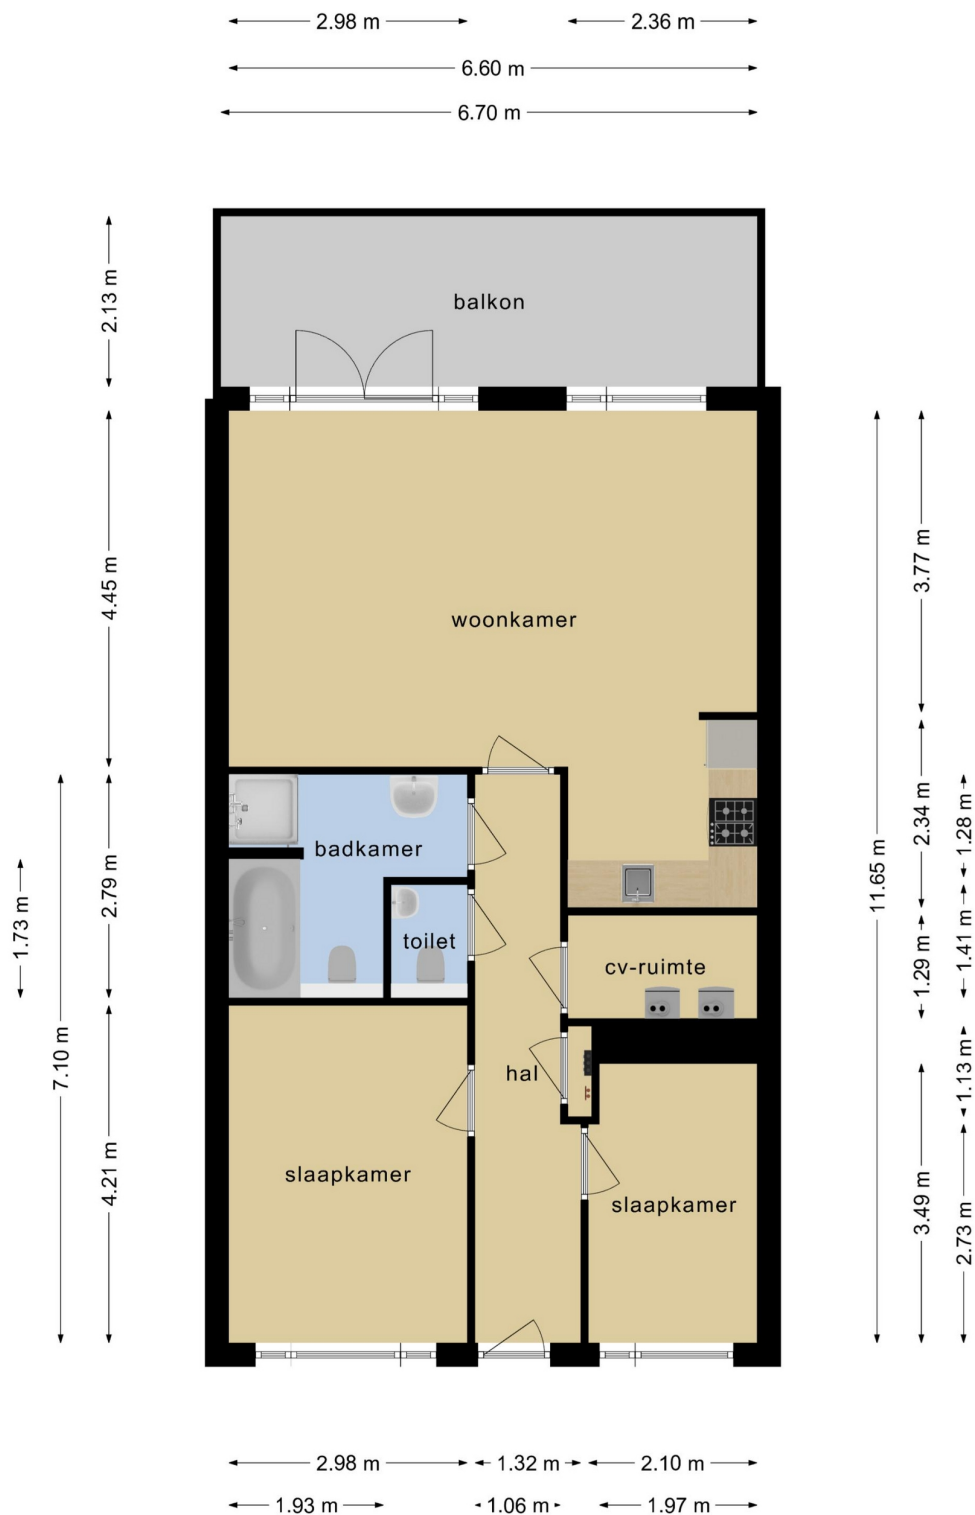 2.98 m
2.36 m
6.60 m
6.70 m
balkon
2.13 m
4.45 m
3.77 m
woonkamer
badkamer
toilet
cv-ruimte
hal
slaapkamer
slaapkamer
2.79 m
1.73 m
7.10 m
4.21 m
11.65 m
2.34 m
1.28 m
1.29 m
1.41 m
1.13 m
3.49 m
2.73 m
2.98 m
1.32 m
2.10 m
1.93 m
1.06 m
1.97 m